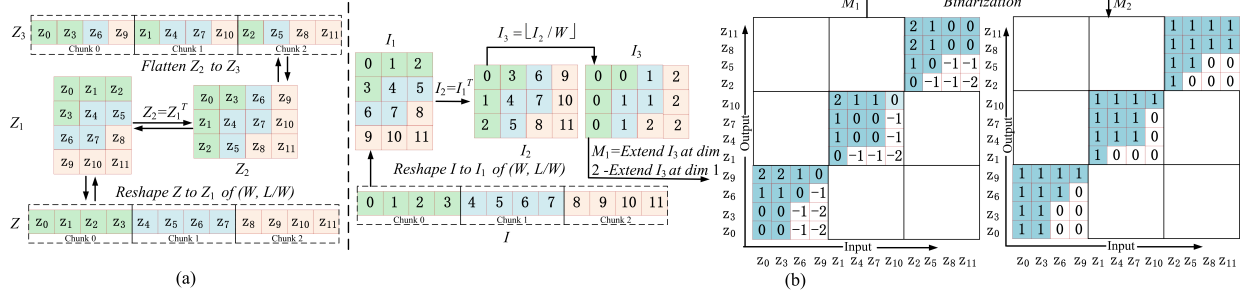 Z3 z0 z3 z6 z9 z1 z4 z7 z10 z2 z5 z8 z11
Chunk 0 Chunk 1 Chunk 2
Flatten Z2 to Z3
Z1
z0 z1 z2
z3 z4 z5
z6 z7 z8
z9 z10 z11
Z2=Z1^T
z0 z3 z6 z9
z1 z4 z7 z10
z2 z5 z8 z11
Z2
Reshape Z to Z1 of (W, L/W)
Z z0 z1 z2 z3 z4 z5 z6 z7 z8 z9 z10 z11
Chunk 0 Chunk 1 Chunk 2
(a)
I1
0 1 2
3 4 5
6 7 8
9 10 11
I2=I1^T
I3=⌊I2/W⌋
0 3 6 9
1 4 7 10
2 5 8 11
I2
I3
0 0 1 2
0 1 1 2
0 1 2 2
Reshape I to I1 of (W, L/W)
M1=Extend I3 at dim
2 -Extend I3 at dim 1
0 1 2 3 4 5 6 7 8 9 10 11
Chunk 0 Chunk 1 Chunk 2
I
M1 Binarization M2
z11 2 1 0 0
z8 2 1 0 0
z5 1 0 -1 -1
z2 0 -1 -1 -2
z10 2 1 1 0
z7 1 0 0 -1
z4 1 0 0 -1
z1 0 -1 -1 -2
z9 2 2 1 0
z6 1 1 0 -1
z3 0 0 -1 -2
z0 0 0 -1 -2
Output
Input
z0 z3 z6 z9 z1 z4 z7 z10 z2 z5 z8 z11
z11 1 1 1 1
z8 1 1 1 1
z5 1 1 0 0
z2 1 0 0 0
z10 1 1 1 1
z7 1 1 1 0
z4 1 1 1 0
z1 1 0 0 0
z9 1 1 1 1
z6 1 1 1 0
z3 1 1 0 0
z0 1 1 0 0
Output
Input
z0 z3 z6 z9 z1 z4 z7 z10 z2 z5 z8 z11
(b)